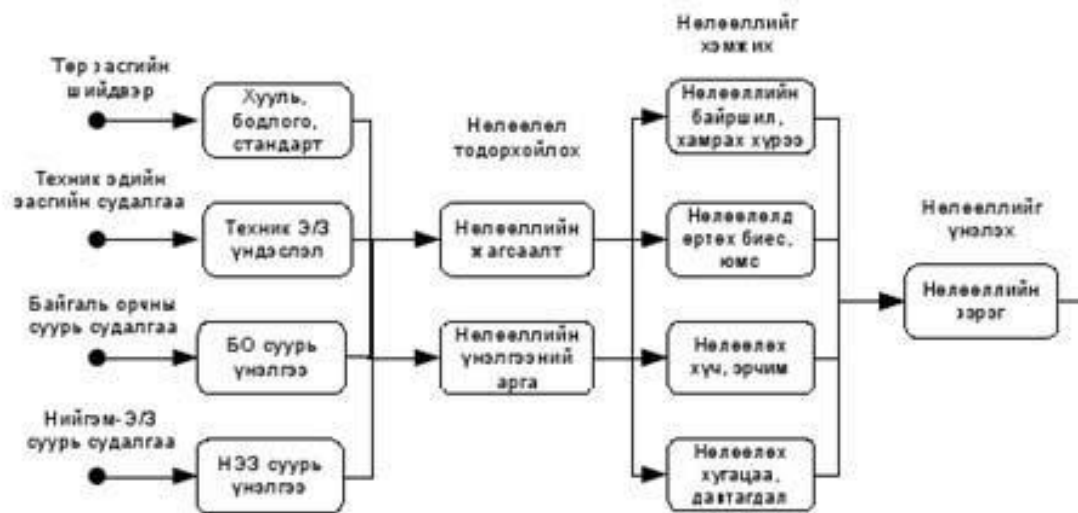 Төр засгийн
шийдвэр
Хууль,
бодлого,
стандарт
Техник эдийн
засгийн судалгаа
Техник Э/З
үндэслэл
Байгаль орчны
суурь судалгаа
БО суурь
үнэлгээ
Нийгэм-Э/З
суурь судалгаа
НЭЗ суурь
үнэлгээ
Нөлөөлөл
тодорхойлох
Нөлөөллийн
жагсаалт
Нөлөөллийн
үнэлгээний
арга
Нөлөөллийг
хэмжих
Нөлөөллийн
байршил,
хамрах хүрээ
Нөлөөлөлд
өртөх биес,
юмс
Нөлөөлөх
хүч, эрчим
Нөлөөлөх
хугацаа,
давтагдал
Нөлөөллийг
үнэлэх
Нөлөөллийн
зэрэг